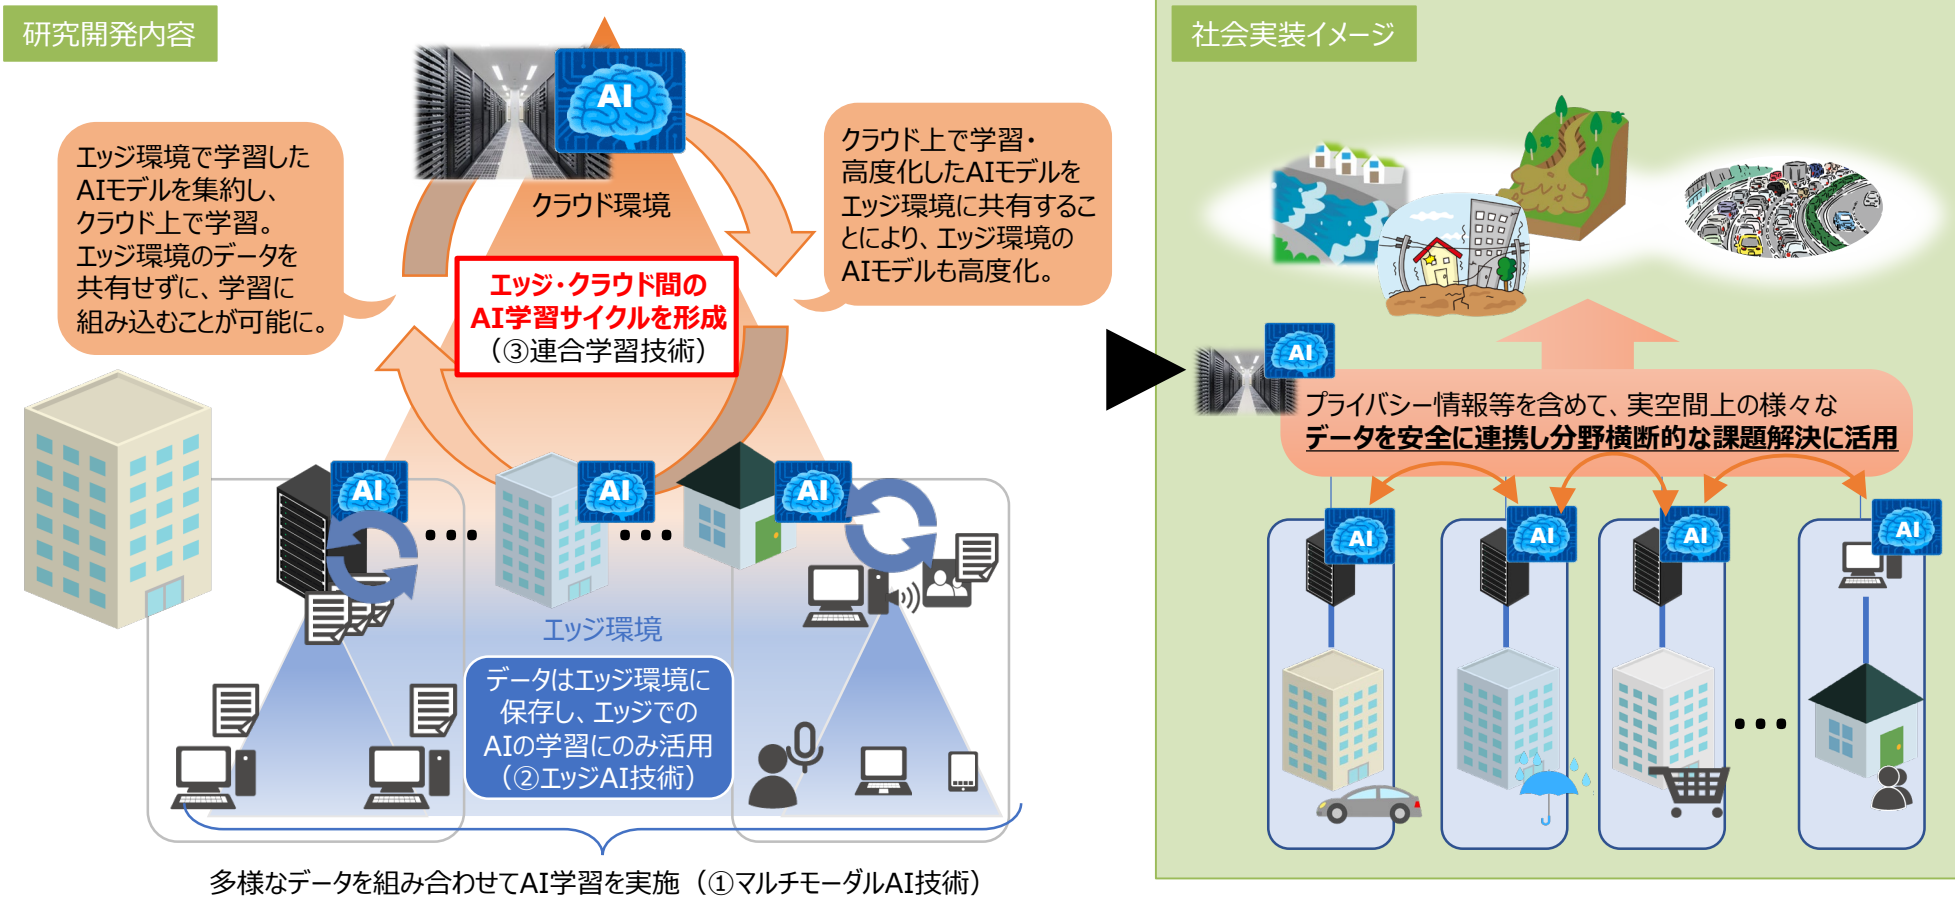 研究開発内容
AI
クラウド環境
エッジ環境で学習した
AIモデルを集約し、
クラウド上で学習。
エッジ環境のデータを
共有せずに、学習に
組み込むことが可能に。
クラウド上で学習・
高度化したAIモデルを
エッジ環境に共有するこ
とにより、エッジ環境の
AIモデルも高度化。
エッジ・クラウド間の
AI学習サイクルを形成
（③連合学習技術）
AI
AI
AI
エッジ環境
データはエッジ環境に
保存し、エッジでの
AIの学習にのみ活用
（②エッジAI技術）
多様なデータを組み合わせてAI学習を実施（①マルチモーダルAI技術）
社会実装イメージ
AI
プライバシー情報等を含めて、実空間上の様々な
データを安全に連携し分野横断的な課題解決に活用
AI
AI
AI
AI